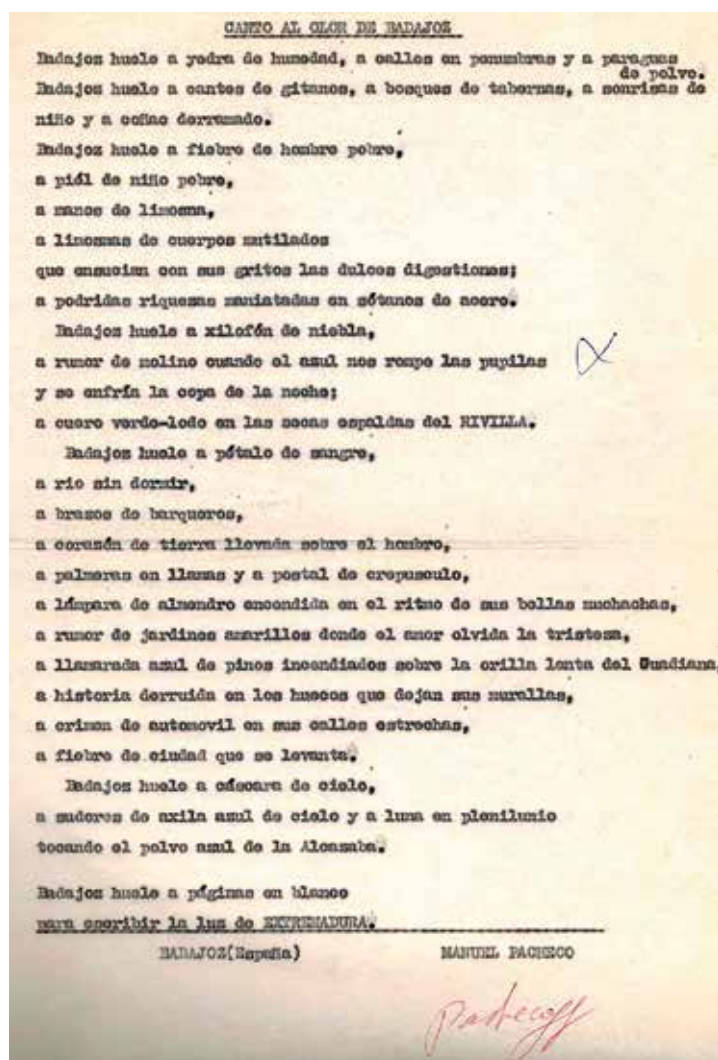 CANTO AL OLOR DE BADAJOZ
Badajoz huele a yedra de humedad, a calles en penumbras y a paraguas
de polvo.
Badajoz huele a cantes de gitanos, a bosques de tabernas, a sonrisas de
niño y a coñac derramado.
Badajoz huele a fiebre de hombre pobre,
a piél de niño pobre,
a manos de limosna,
a limosnas de cuerpos mutilados
que ensucian con sus gritos las dulces digestiones;
a podridas riquezas maniatadas en sótanos de acero.
Badajoz huele a xilofón de niebla,
a rumor de molino cuando el azul nos rompe las pupilas
y se enfría la copa de la noche;
a cuero verde-lodo en las secas espaldas del RIVILLA.
Badajoz huele a pétalo de sangre,
a rio sin dormir,
a brazos de barqueros,
a corazón de tierra llevada sobre el hombro,
a palmeras en llamas y a postal de crepusculo,
a lámpara de almendro encendida en el ritmo de sus bellas muchachas,
a rumor de jardines amarillos donde el amor olvida la tristeza,
a llamarada azul de pinos incendiados sobre la orilla lenta del Guadiana,
a historia derruida en los huecos que dejan sus murallas,
a crimen de automovil en sus calles estrechas,
a fiebre de ciudad que se levanta.
Badajoz huele a cáscara de cielo,
a sudores de axila azul de cielo y a luna en plenilunio
tocando el polvo azul de la Alcazaba.
Badajoz huele a páginas en blanco
para escribir la luz de EXTREMADURA.
BADAJOZ(España) MANUEL PACHECO
Pacheco